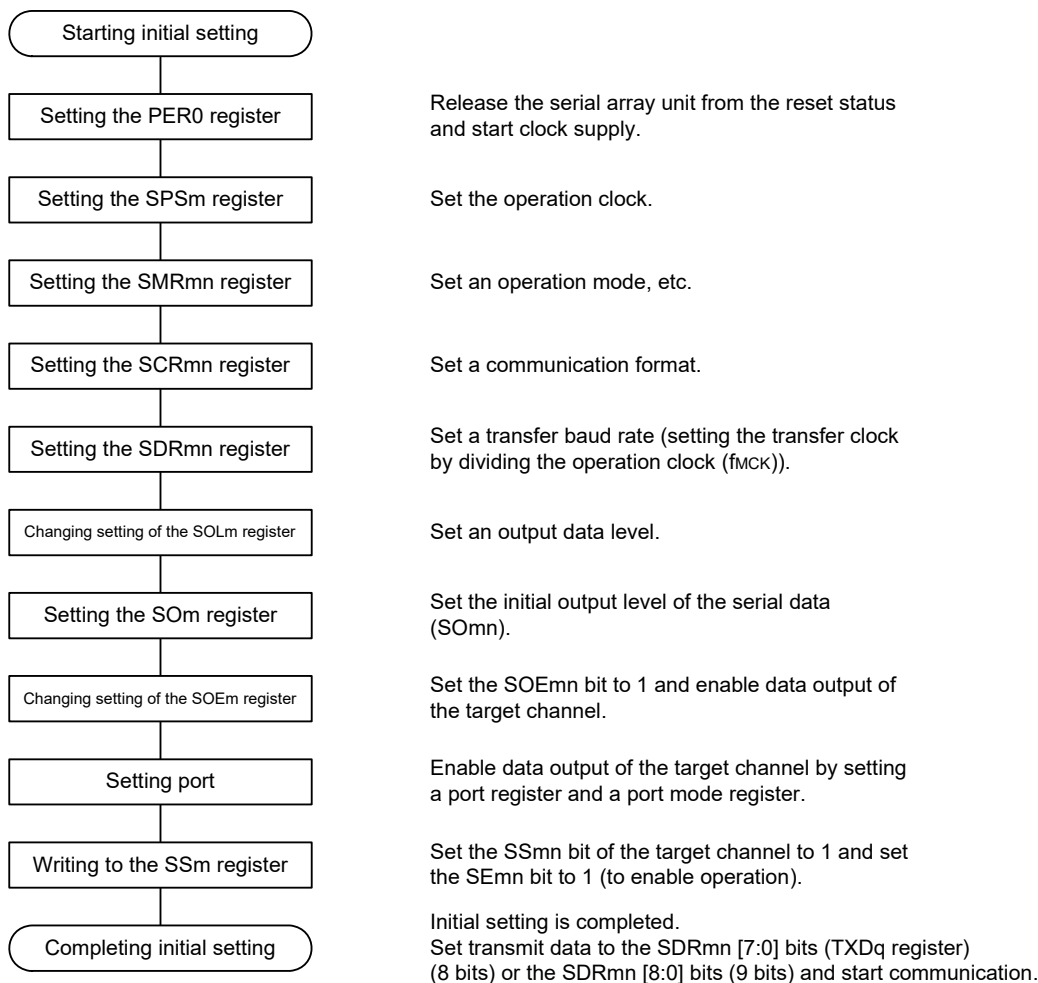 Starting initial setting
Setting the PER0 register
Release the serial array unit from the reset status
and start clock supply.
Setting the SPSm register
Set the operation clock.
Setting the SMRmn register
Set an operation mode, etc.
Setting the SCRmn register
Set a communication format.
Setting the SDRmn register
Set a transfer baud rate (setting the transfer clock
by dividing the operation clock (fMCK)).
Changing setting of the SOLm register
Set an output data level.
Setting the SOm register
Set the initial output level of the serial data
(SOmn).
Changing setting of the SOEm register
Set the SOEmn bit to 1 and enable data output of
the target channel.
Setting port
Enable data output of the target channel by setting
a port register and a port mode register.
Writing to the SSm register
Set the SSmn bit of the target channel to 1 and set
the SEmn bit to 1 (to enable operation).
Completing initial setting
Initial setting is completed.
Set transmit data to the SDRmn [7:0] bits (TXDq register)
(8 bits) or the SDRmn [8:0] bits (9 bits) and start communication.